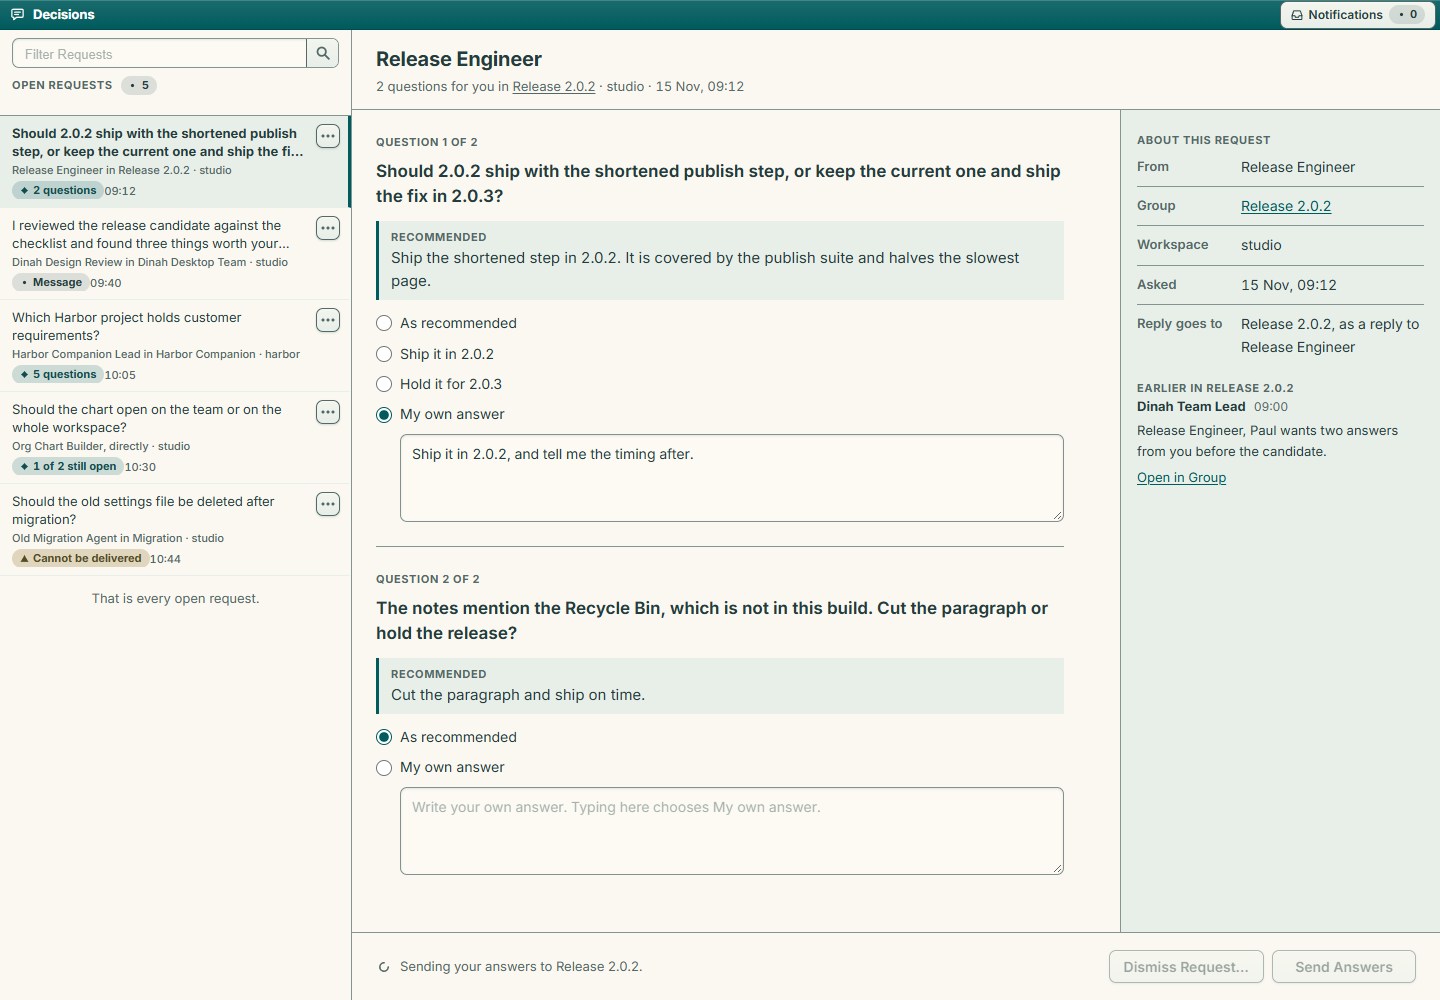 Decisions
Notifications • 0
Filter Requests
OPEN REQUESTS • 5
Should 2.0.2 ship with the shortened publish
step, or keep the current one and ship the fi...
Release Engineer in Release 2.0.2 · studio
2 questions 09:12
I reviewed the release candidate against the
checklist and found three things worth your...
Dinah Design Review in Dinah Desktop Team · studio
• Message 09:40
Which Harbor project holds customer
requirements?
Harbor Companion Lead in Harbor Companion · harbor
5 questions 10:05
Should the chart open on the team or on the
whole workspace?
Org Chart Builder, directly · studio
1 of 2 still open 10:30
Should the old settings file be deleted after
migration?
Old Migration Agent in Migration · studio
Cannot be delivered 10:44
That is every open request.
Release Engineer
2 questions for you in Release 2.0.2 · studio · 15 Nov, 09:12
QUESTION 1 OF 2
Should 2.0.2 ship with the shortened publish step, or keep the current one and ship
the fix in 2.0.3?
RECOMMENDED
Ship the shortened step in 2.0.2. It is covered by the publish suite and halves the slowest
page.
As recommended
Ship it in 2.0.2
Hold it for 2.0.3
My own answer
Ship it in 2.0.2, and tell me the timing after.
QUESTION 2 OF 2
The notes mention the Recycle Bin, which is not in this build. Cut the paragraph or
hold the release?
RECOMMENDED
Cut the paragraph and ship on time.
As recommended
My own answer
Write your own answer. Typing here chooses My own answer.
Sending your answers to Release 2.0.2.
Dismiss Request...
Send Answers
ABOUT THIS REQUEST
From Release Engineer
Group Release 2.0.2
Workspace studio
Asked 15 Nov, 09:12
Reply goes to Release 2.0.2, as a reply to
Release Engineer
EARLIER IN RELEASE 2.0.2
Dinah Team Lead 09:00
Release Engineer, Paul wants two answers
from you before the candidate.
Open in Group